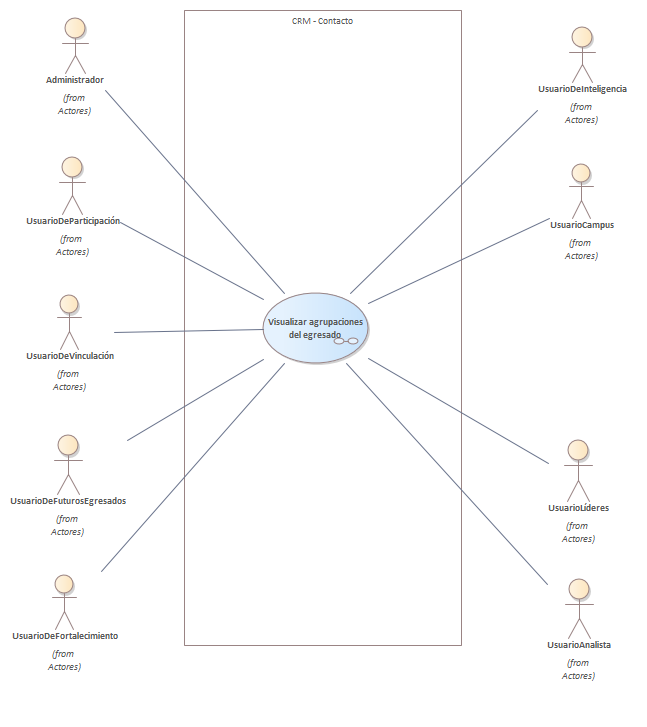 CRM - Contacto
Administrador
(from
Actores)
UsuarioDeParticipación
(from
Actores)
UsuarioDeVinculación
(from
Actores)
UsuarioDeFuturosEgresados
(from
Actores)
UsuarioDeFortalecimiento
(from
Actores)
Visualizar agrupaciones
del egresado
UsuarioDeInteligencia
(from
Actores)
UsuarioCampus
(from
Actores)
UsuarioLíderes
(from
Actores)
UsuarioAnalista
(from
Actores)